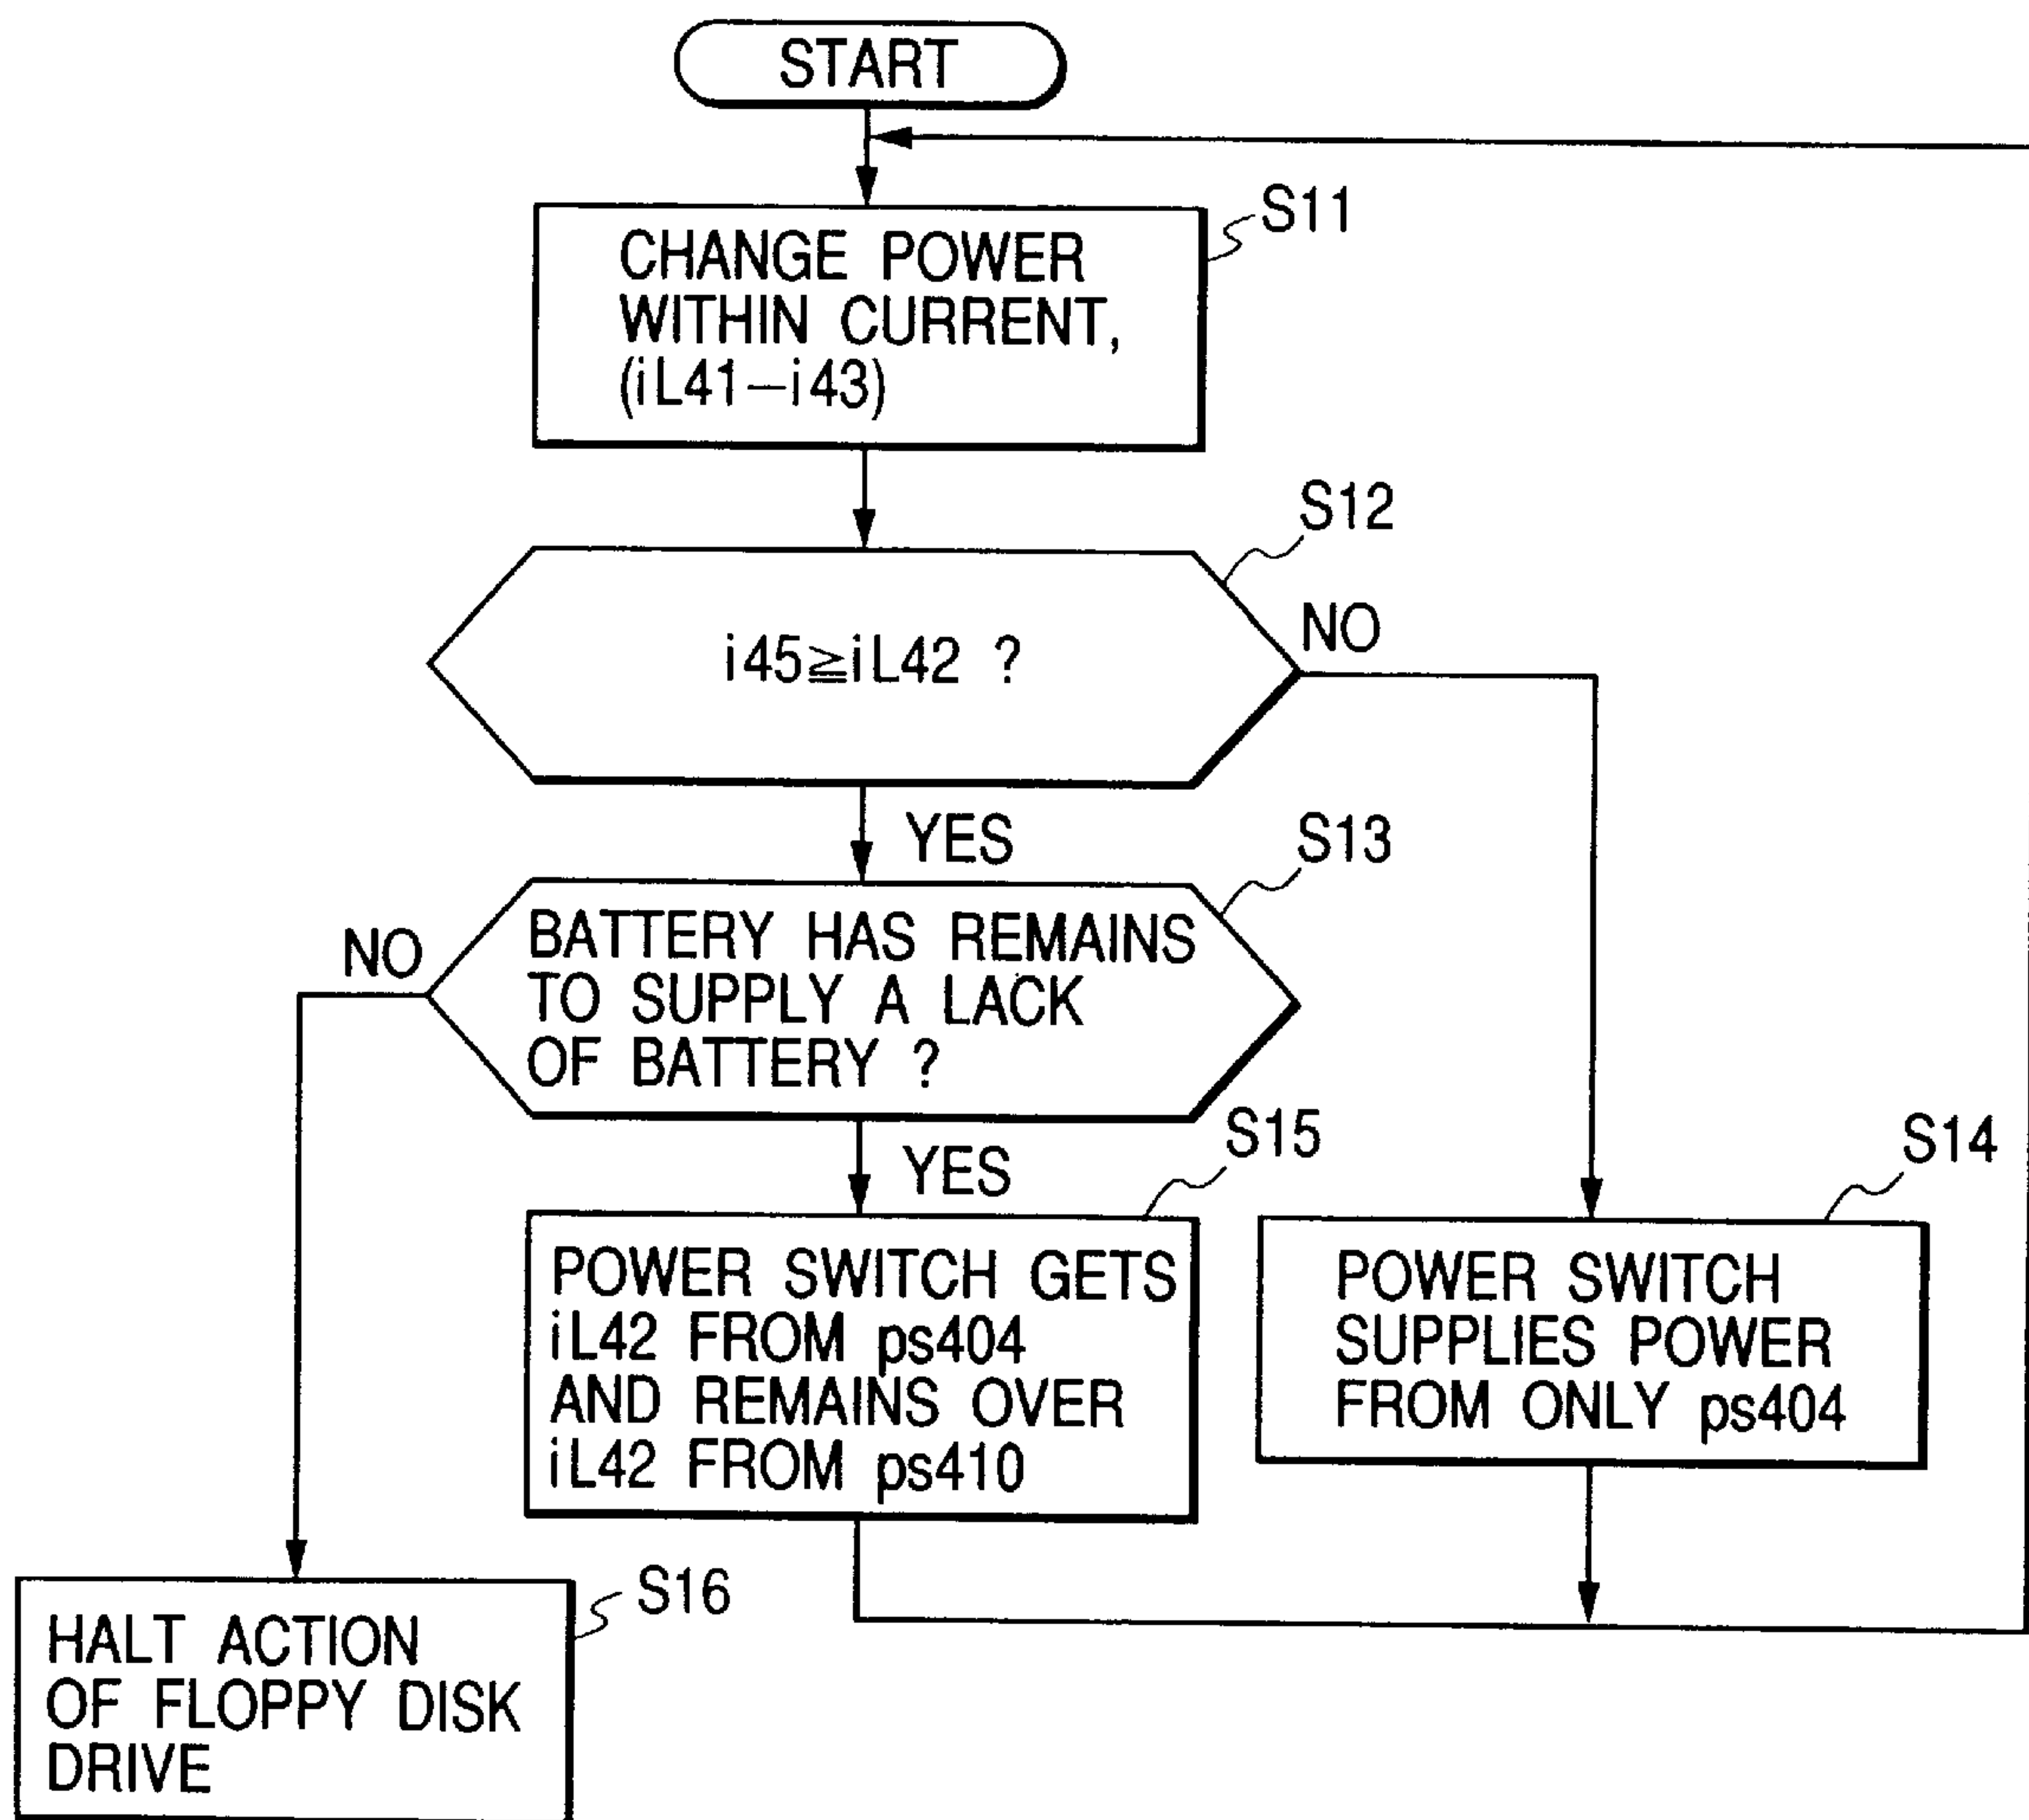 START
S11
CHANGE POWER
WITHIN CURRENT,
(iL41-i43)
S12
i45≧iL42 ?
NO
YES
S13
NO
BATTERY HAS REMAINS
TO SUPPLY A LACK
OF BATTERY ?
YES
S15
POWER SWITCH GETS
iL42 FROM ps404
AND REMAINS OVER
iL42 FROM ps410
S14
POWER SWITCH
SUPPLIES POWER
FROM ONLY ps404
S16
HALT ACTION
OF FLOPPY DISK
DRIVE